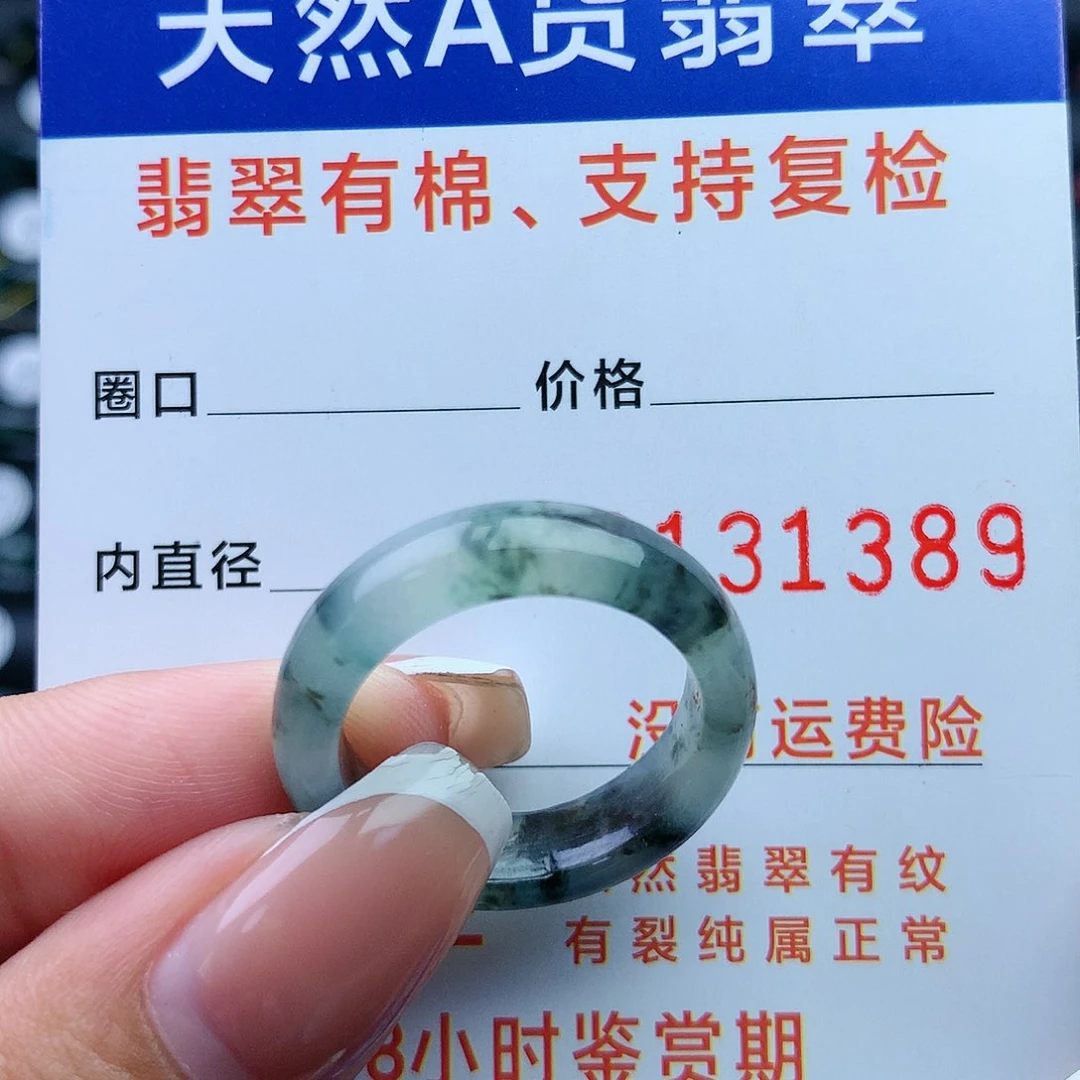 天然A货翡翠
翡翠有棉、支持复检
圈口 价格
内直径 131389
运费险
然翡翠有纹
有裂纯属正常
8小时鉴赏期